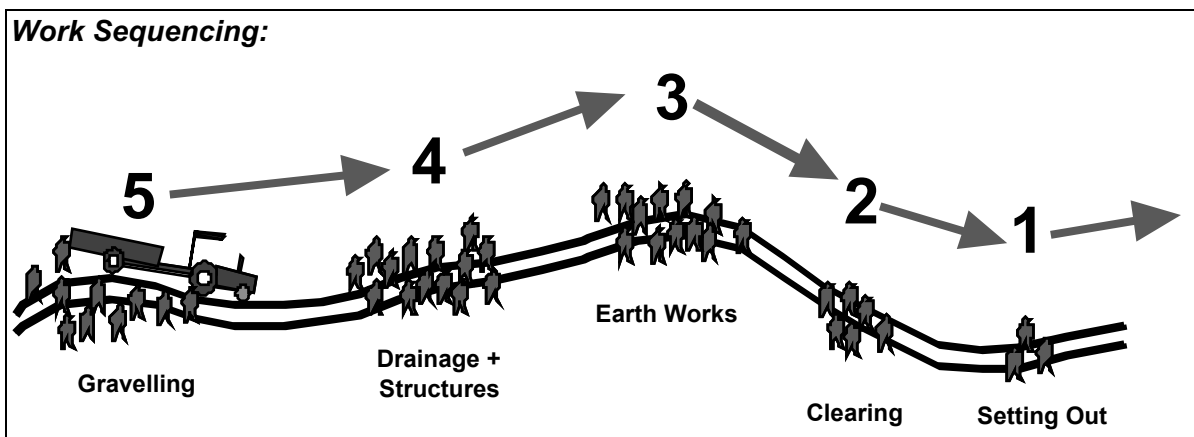 Work Sequencing:
3
4
5
2
1
Earth Works
Drainage +
Structures
Gravelling
Clearing
Setting Out